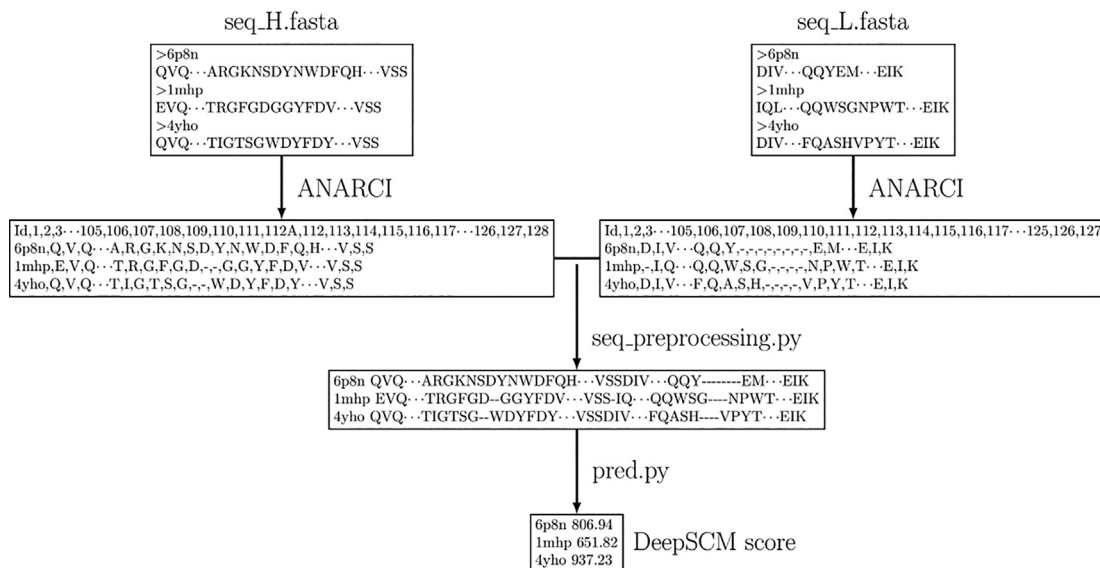 seq_H.fasta
>6p8n
QVQ···ARGKNSDYNWDFQH···VSS
>1mhp
EVQ···TRGFGDGGYFDV···VSS
>4yho
QVQ···TIGTSGWDYFDY···VSS
seq_L.fasta
>6p8n
DIV···QQYEM···EIK
>1mhp
IQL···QQWSGNPWT···EIK
>4yho
DIV···FQASHVPYT···EIK
ANARCI
ANARCI
Id,1,2,3···105,106,107,108,109,110,111,112A,112,113,114,115,116,117···126,127,128
6p8n,Q,V,Q···A,R,G,K,N,S,D,Y,N,W,D,F,Q,H···V,S,S
1mhp,E,V,Q···T,R,G,F,G,D,-,-,G,G,Y,F,D,V···V,S,S
4yho,Q,V,Q···T,I,G,T,S,G,-,-,W,D,Y,F,D,Y···V,S,S
Id,1,2,3···105,106,107,108,109,110,111,112,113,114,115,116,117···125,126,127
6p8n,D,I,V···Q,Q,Y,-,-,-,-,-,-,-,-,E,M···E,I,K
1mhp,-,I,Q···Q,Q,W,S,G,-,-,-,-,N,P,W,T···E,I,K
4yho,D,I,V···F,Q,A,S,H,-,-,-,-,V,P,Y,T···E,I,K
seq_preprocessing.py
6p8n QVQ···ARGKNSDYNWDFQH···VSSDIV···QQY--------EM···EIK
1mhp EVQ···TRGFGD--GGYFDV···VSS-IQ···QQWSG----NPWT···EIK
4yho QVQ···TIGTSG--WDYFDY···VSSDIV···FQASH----VPYT···EIK
pred.py
6p8n 806.94
1mhp 651.82
4yho 937.23
DeepSCM score